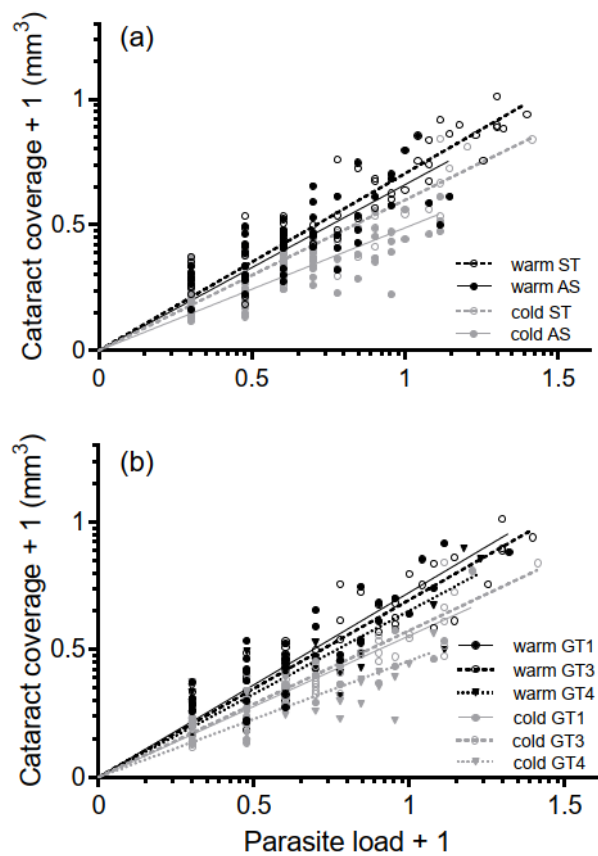 (a)
Cataract coverage + 1 (mm³)
1
0.5
0
0
0.5
1
1.5
warm ST
warm AS
cold ST
cold AS
(b)
Cataract coverage + 1 (mm³)
1
0.5
0
0
0.5
1
1.5
warm GT1
warm GT3
warm GT4
cold GT1
cold GT3
cold GT4
Parasite load + 1